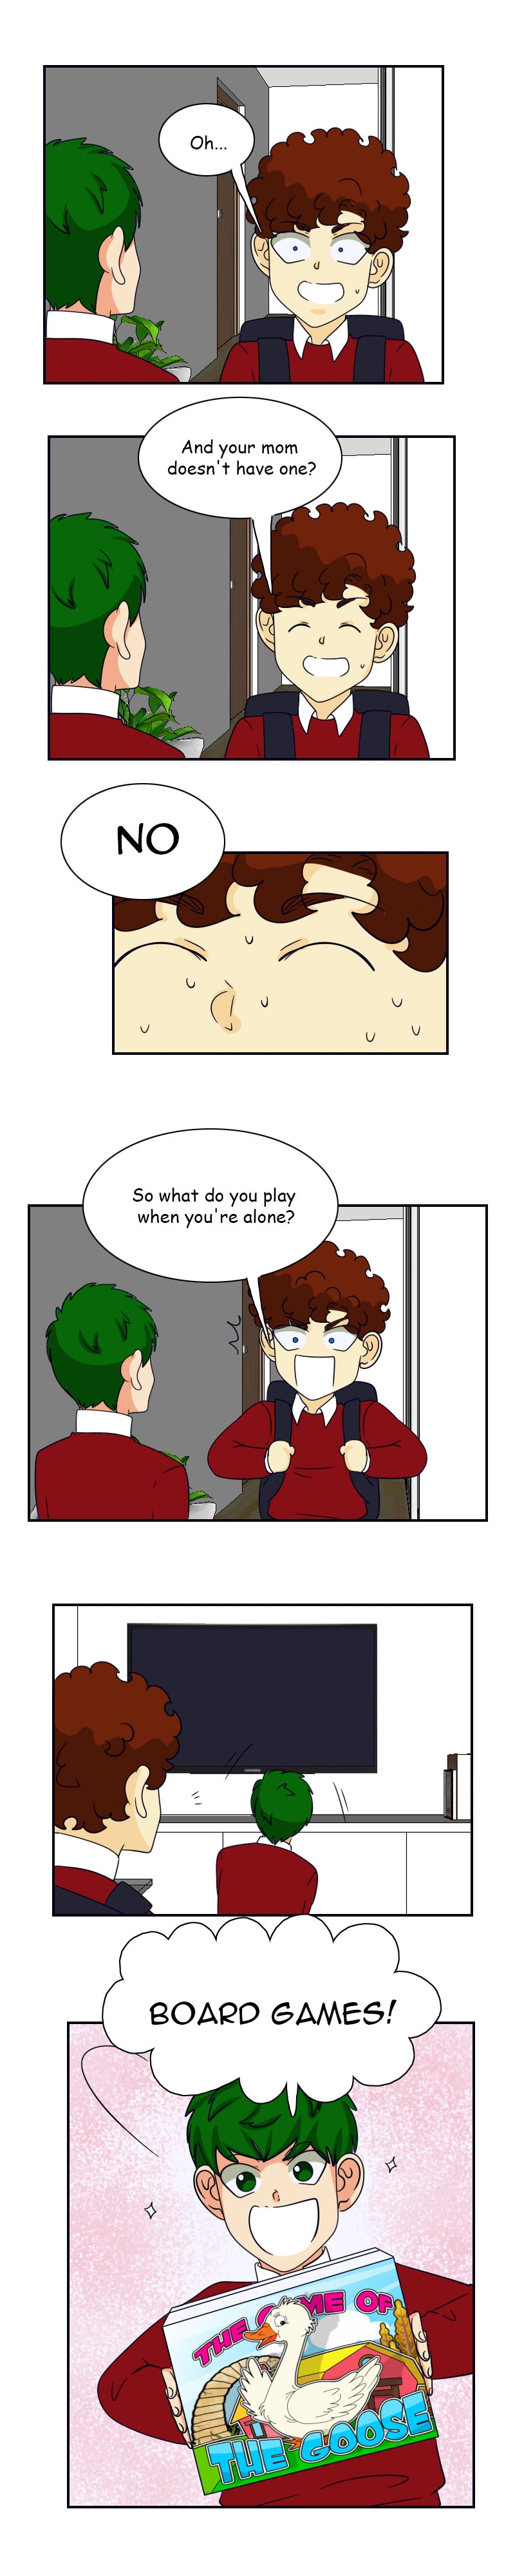 Oh...
And your mom
doesn't have one?
NO
So what do you play
when you're alone?
BOARD GAMES!
THE GAME OF
THE GOOSE